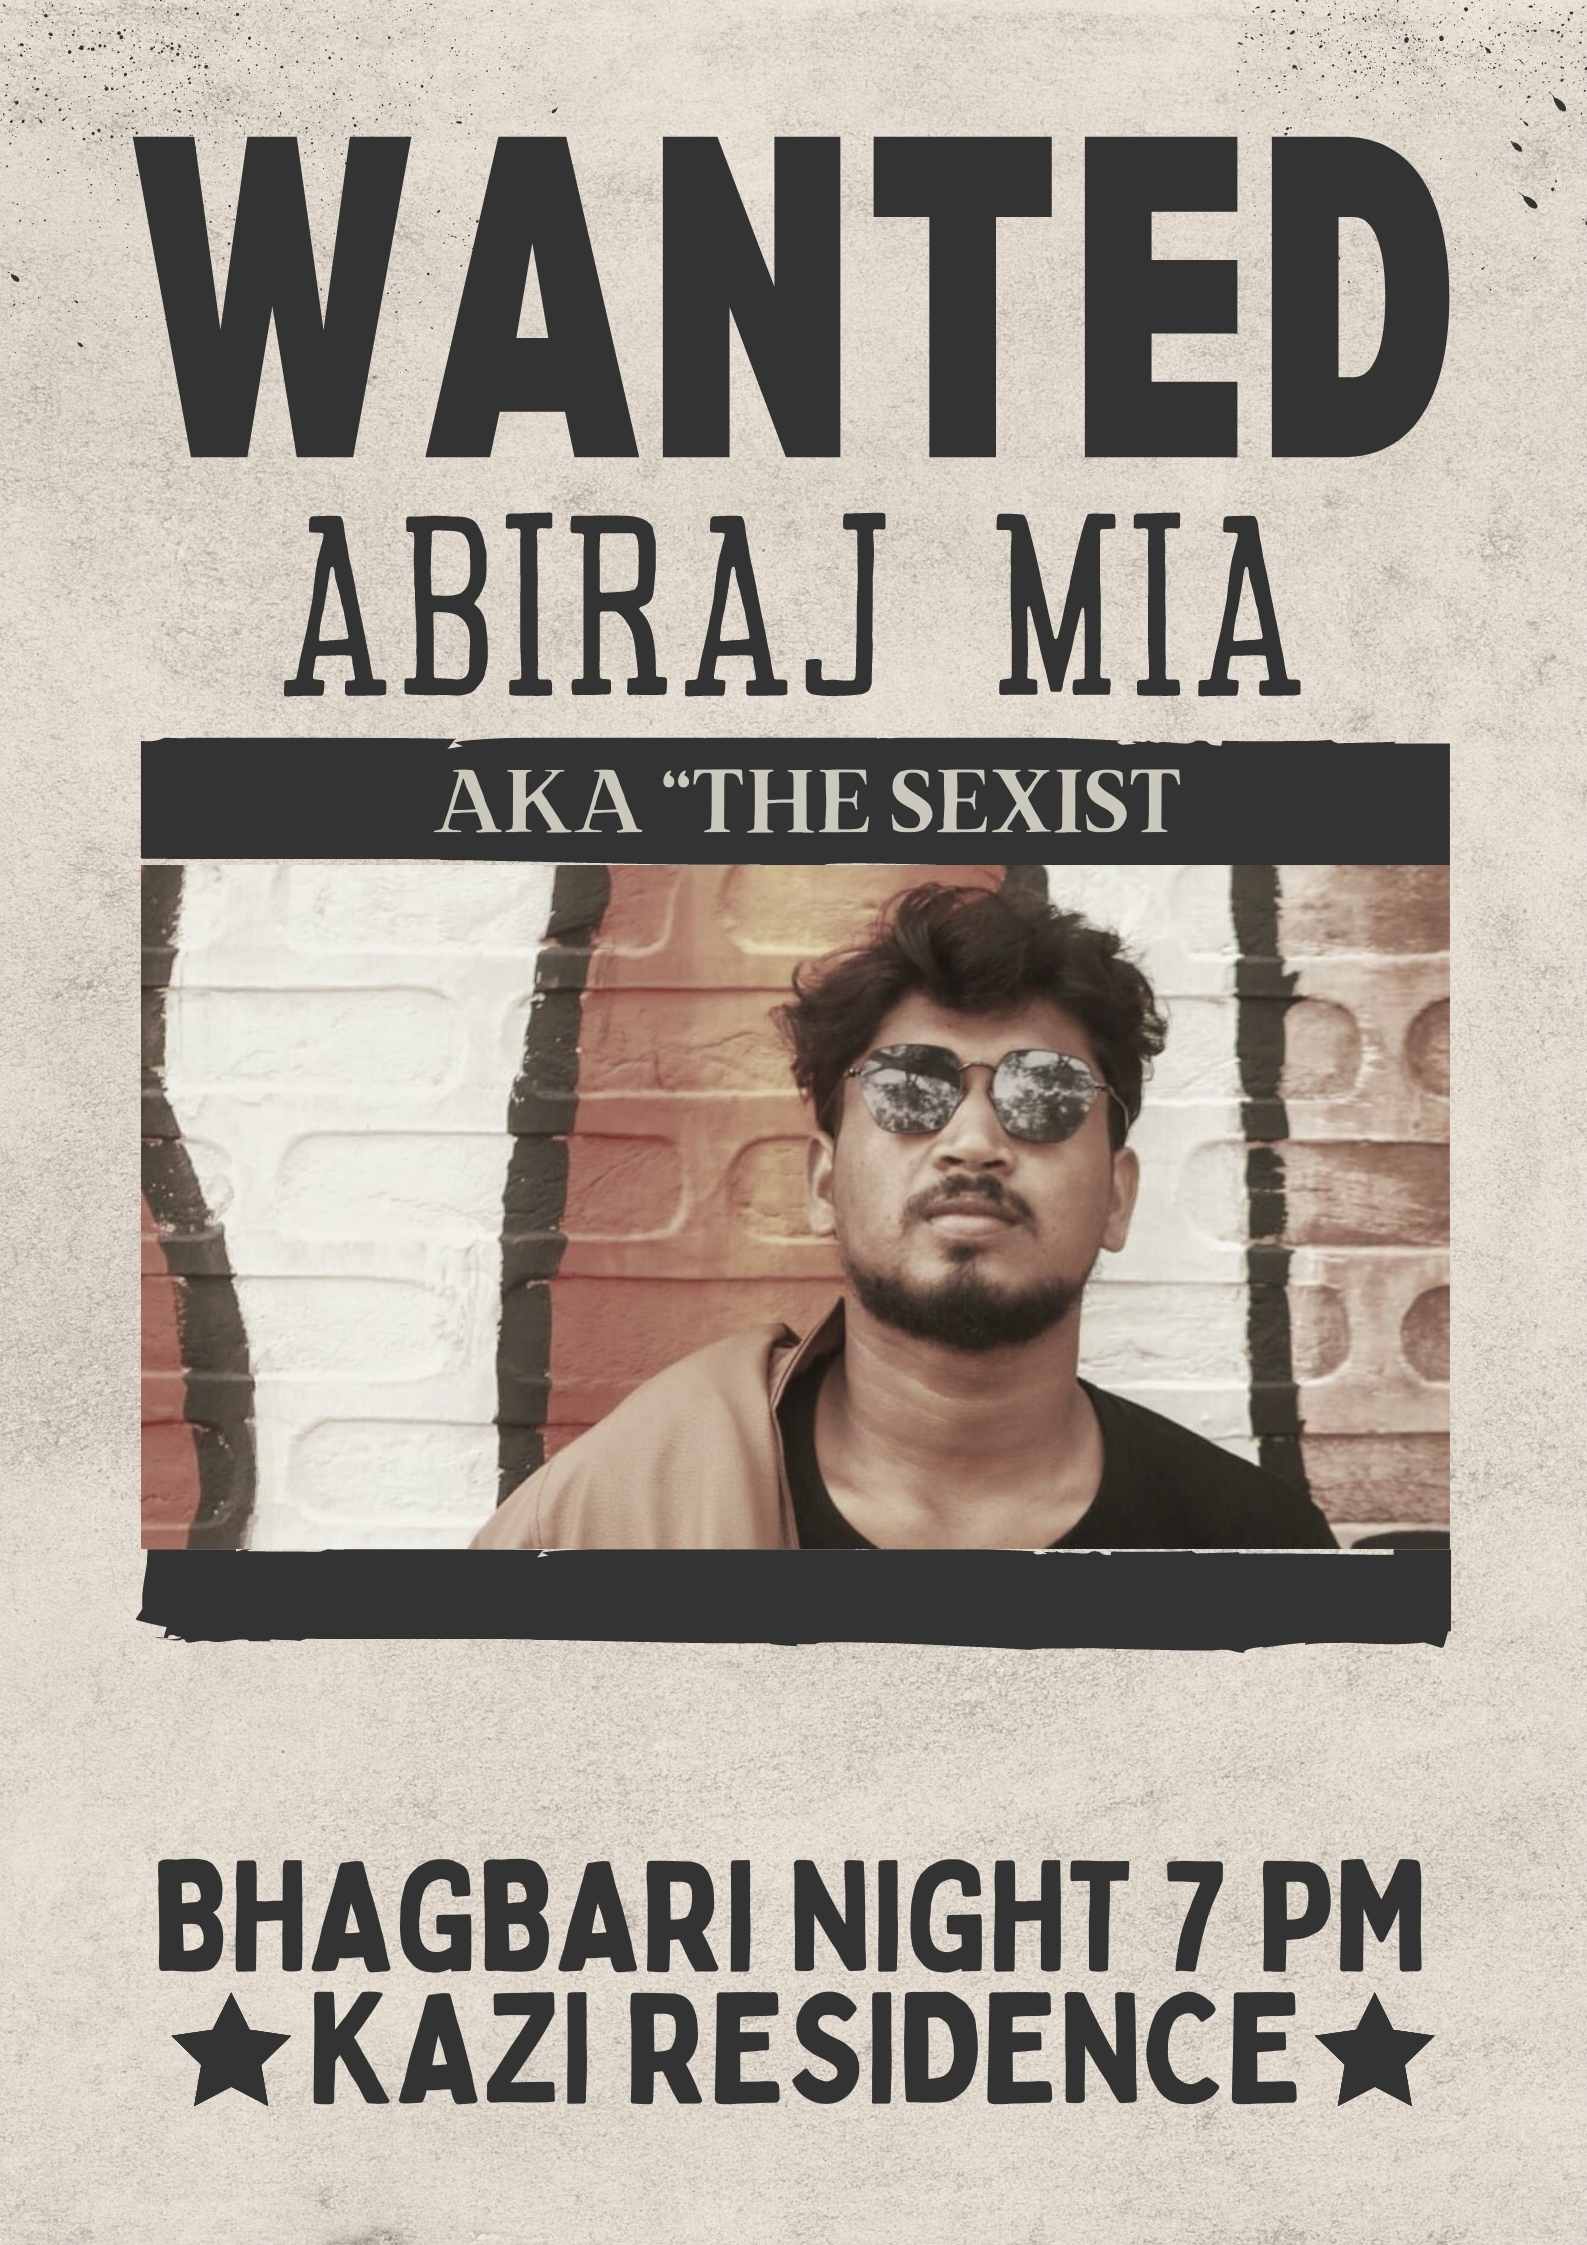 WANTED
ABIRAJ MIA
AKA “THE SEXIST
BHAGBARI NIGHT 7 PM
KAZI RESIDENCE